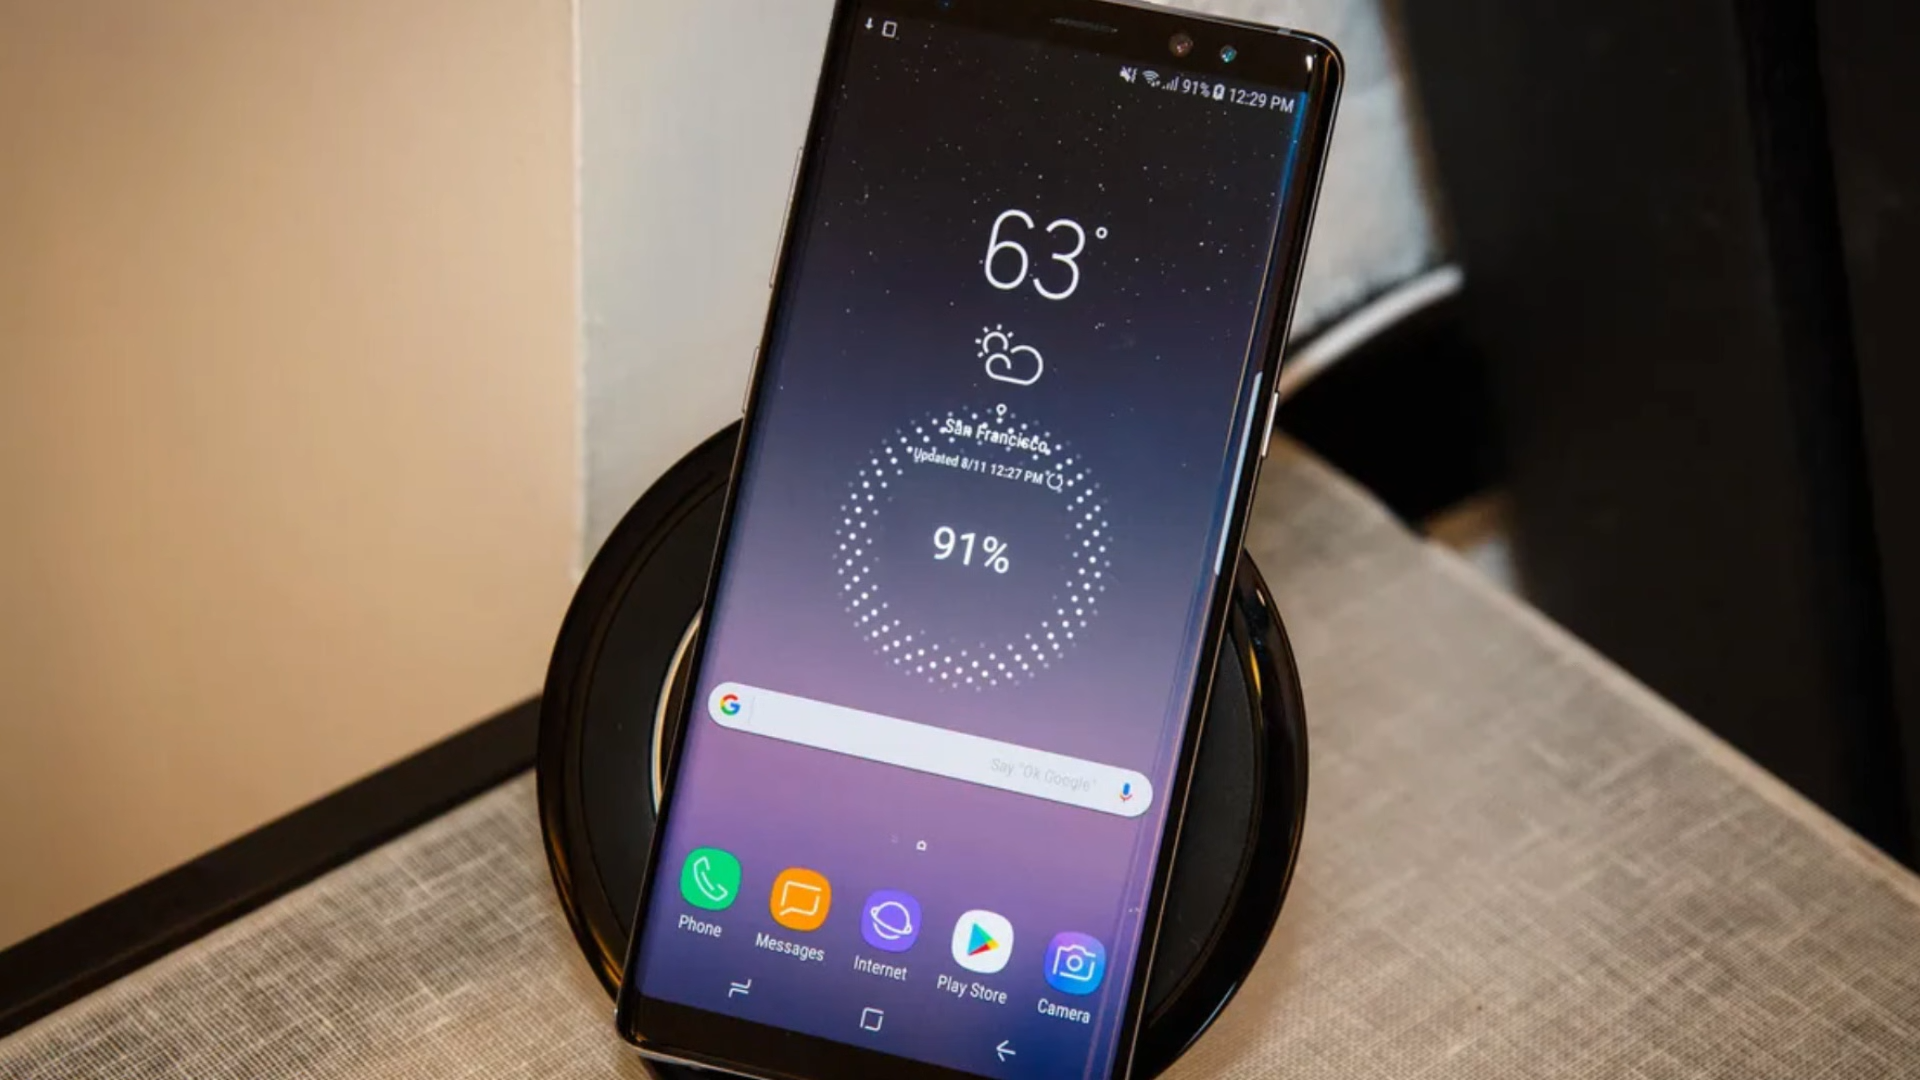 91% 12:29 PM
63°
San Francisco
Updated 8/11 12:27 PM
91%
G
Say "Ok Google"
Phone
Messages
Internet
Play Store
Camera